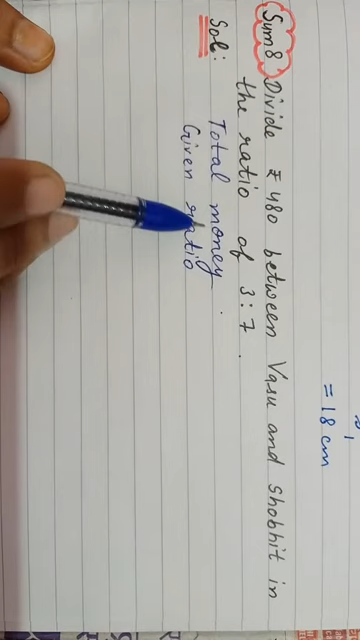 1
= 18 cm
Sum 8 Divide ₹ 480 between Vasu and Shobhit in
the ratio of 3 : 7 .
Sol: Total money
Given ratio